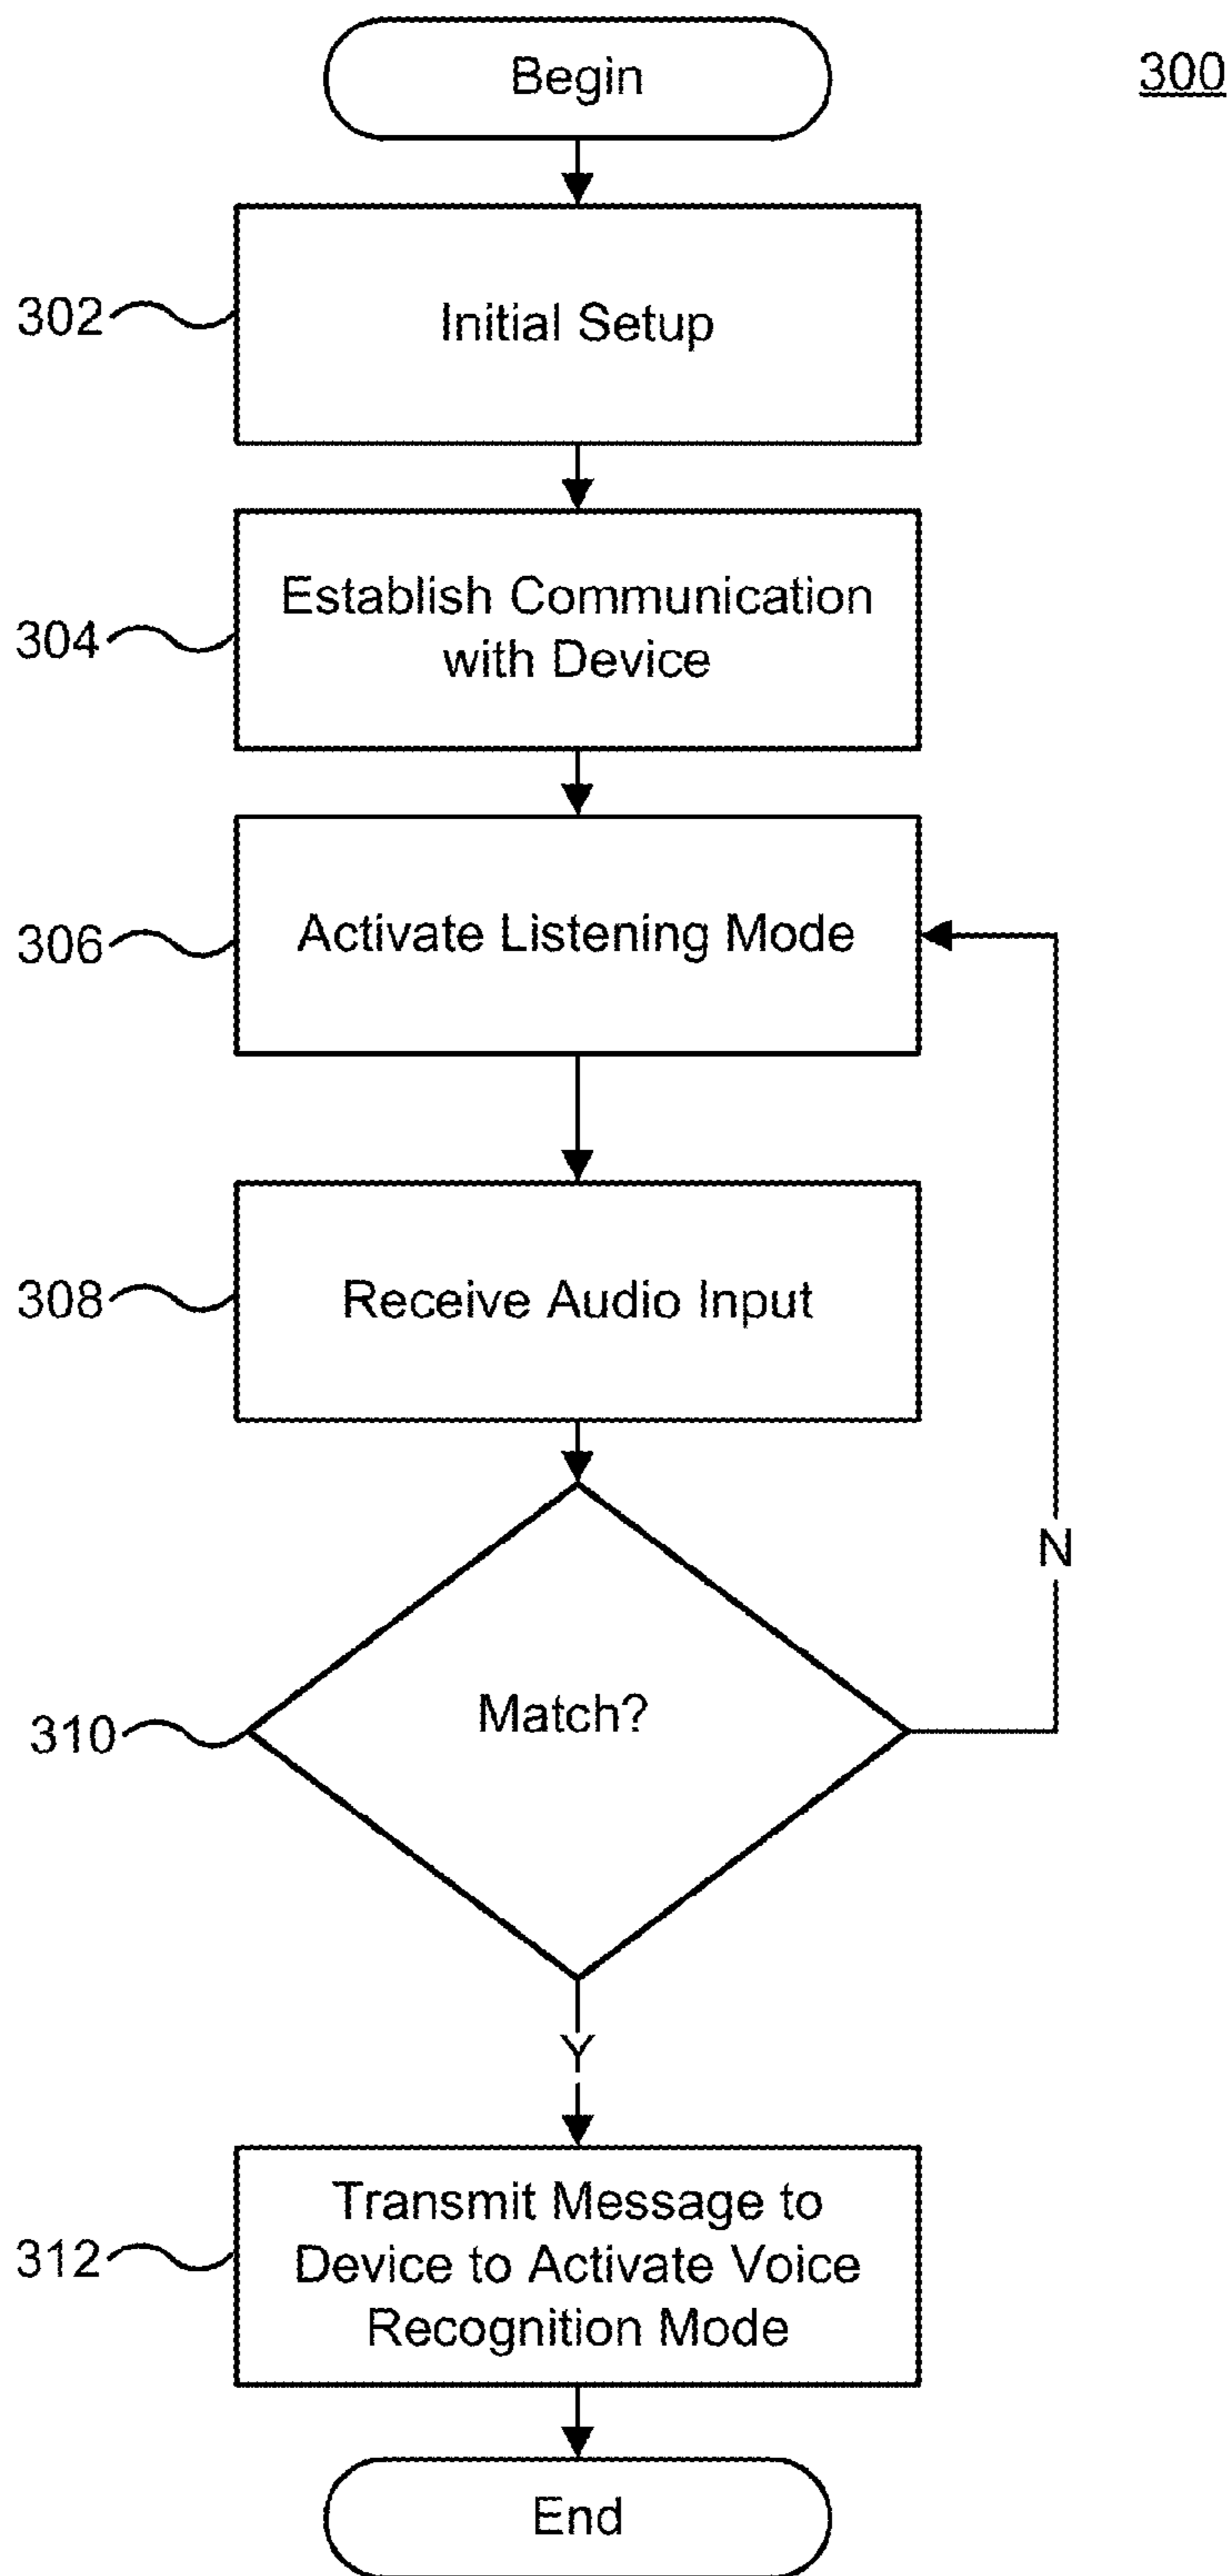 Begin
300
302
Initial Setup
304
Establish Communication
with Device
306
Activate Listening Mode
308
Receive Audio Input
N
310
Match?
Y
312
Transmit Message to
Device to Activate Voice
Recognition Mode
End